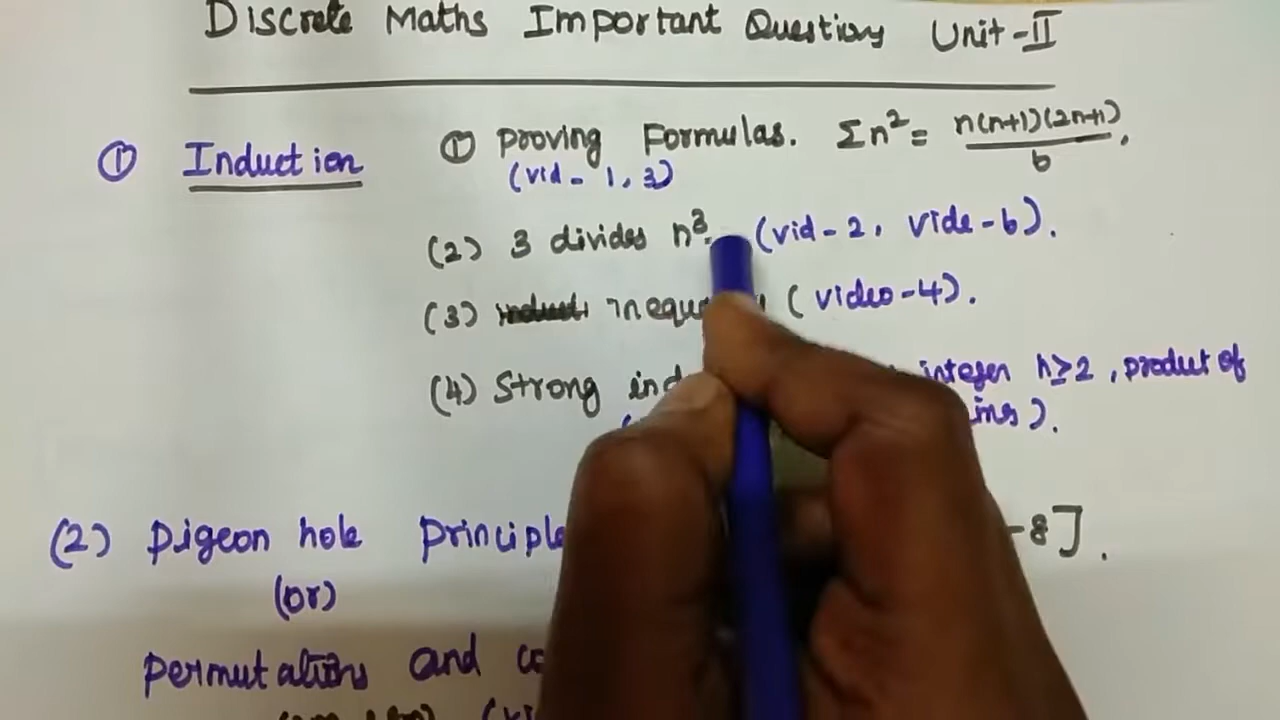 Discrete Maths Important Questions Unit-II
① Induction ① Proving Formulas. Σn² = n(n+1)(2n+1)/6.
(vid - 1, 3)
(2) 3 divides n³- (vid-2, vide-6).
(3) (video-4).
(4) Strong integer n≥2, product of
(2) Pigeon hole principle -8].
(or)
Permutations and